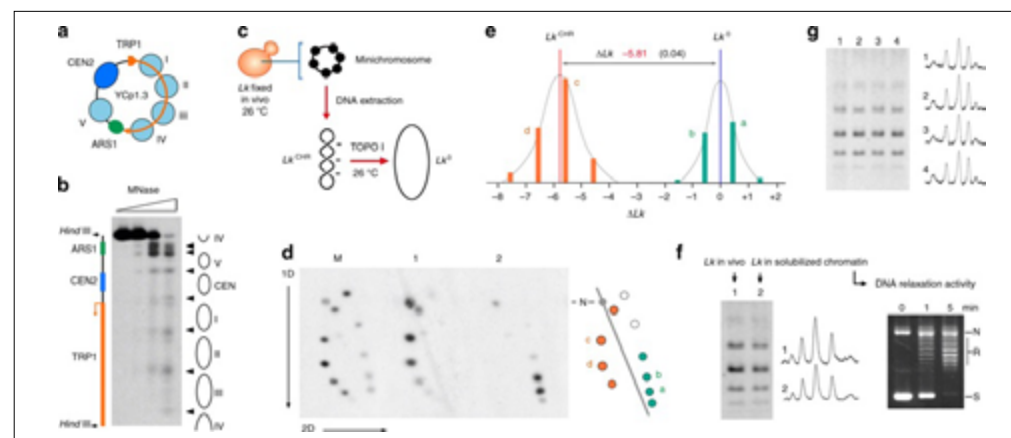 a
TRP1
I
II
III
IV
V
CEN2
YCp1.3
ARS1
b
MNase
Hind III
ARS1
CEN2
TRP1
Hind III
IV
V
CEN
I
II
III
IV
c
Lk fixed
in vivo
26 °C
Minichromosome
DNA extraction
Lk CHR
TOPO I
26 °C
Lk 0
d
M 1 2
1D
2D
N
c
d
b
a
e
Lk CHR
Lk 0
ΔLk −5.81 (0.04)
c
d
b
a
−8 −7 −6 −5 −4 −3 −2 −1 0 +1 +2
ΔLk
g
1 2 3 4
1
2
3
4
f
Lk in vivo Lk in solubilized chromatin
1 2
1
2
DNA relaxation activity
0 1 5 min
N
R
S